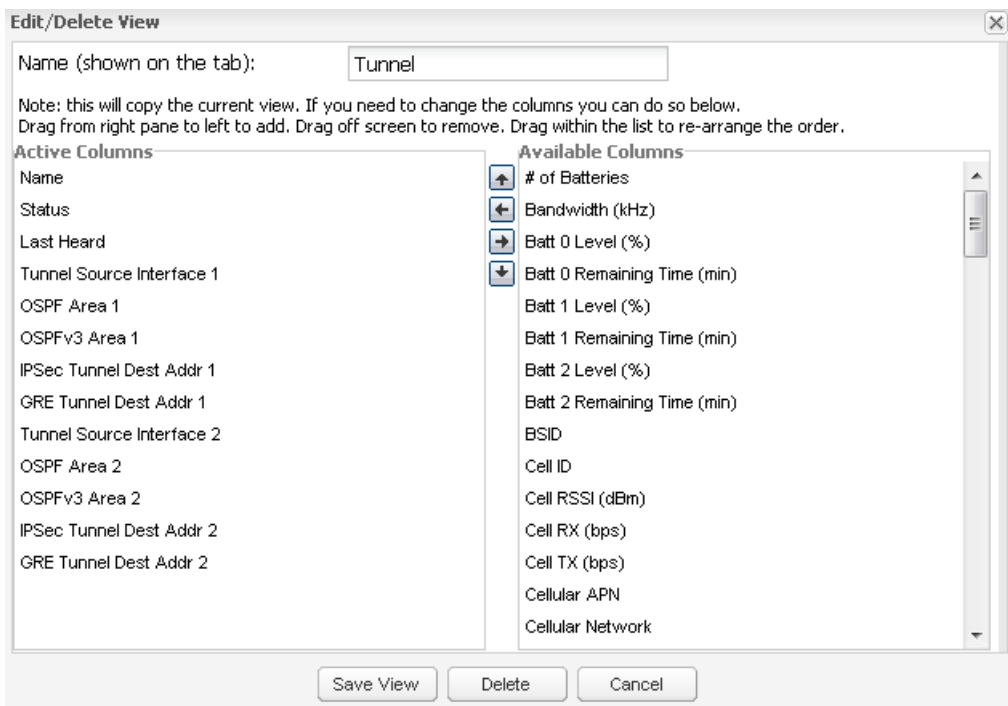 Edit/Delete View
Name (shown on the tab):
Tunnel
Note: this will copy the current view. If you need to change the columns you can do so below.
Drag from right pane to left to add. Drag off screen to remove. Drag within the list to re-arrange the order.
Active Columns
Name
Status
Last Heard
Tunnel Source Interface 1
OSPF Area 1
OSPFv3 Area 1
IPSec Tunnel Dest Addr 1
GRE Tunnel Dest Addr 1
Tunnel Source Interface 2
OSPF Area 2
OSPFv3 Area 2
IPSec Tunnel Dest Addr 2
GRE Tunnel Dest Addr 2
Available Columns
# of Batteries
Bandwidth (kHz)
Batt 0 Level (%)
Batt 0 Remaining Time (min)
Batt 1 Level (%)
Batt 1 Remaining Time (min)
Batt 2 Level (%)
Batt 2 Remaining Time (min)
BSID
Cell ID
Cell RSSI (dBm)
Cell RX (bps)
Cell TX (bps)
Cellular APN
Cellular Network
Save View
Delete
Cancel